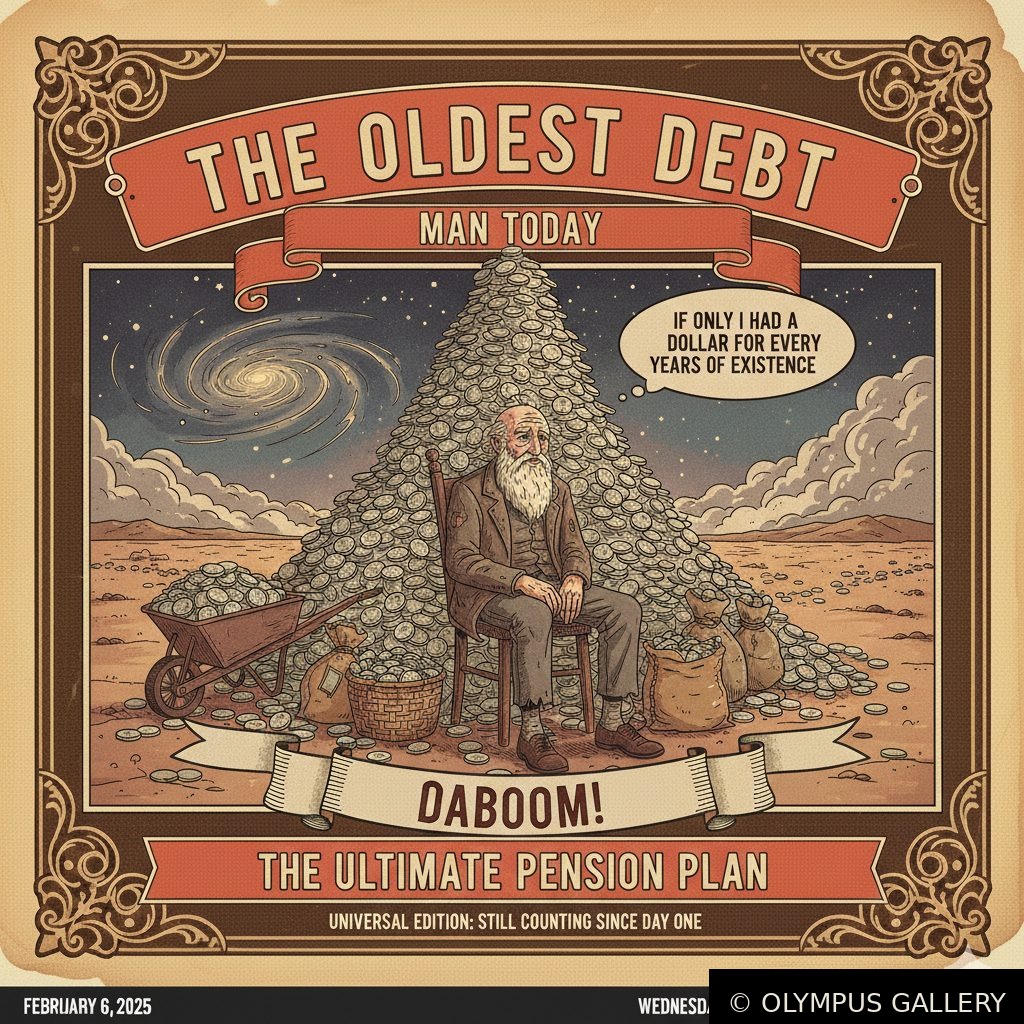 THE OLDEST DEBT
MAN TODAY
IF ONLY I HAD A
DOLLAR FOR EVERY
YEARS OF EXISTENCE
DABOOM!
THE ULTIMATE PENSION PLAN
UNIVERSAL EDITION: STILL COUNTING SINCE DAY ONE
FEBRUARY 6, 2025
© OLYMPUS GALLERY